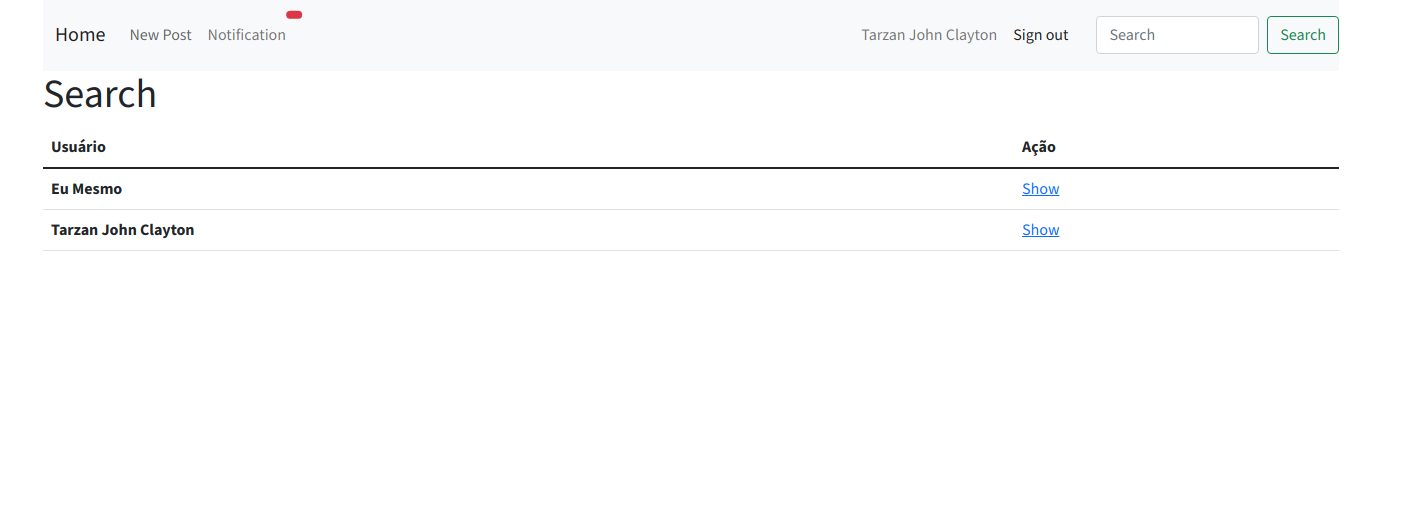 Home New Post Notification Tarzan John Clayton Sign out Search Search
Search
Usuário Ação
Eu Mesmo Show
Tarzan John Clayton Show